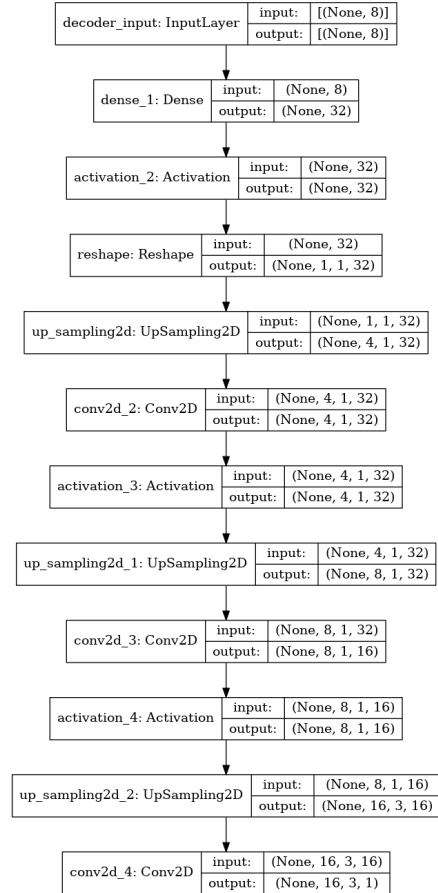 decoder_input: InputLayer input: [(None, 8)]
output: [(None, 8)]
dense_1: Dense input: (None, 8)
output: (None, 32)
activation_2: Activation input: (None, 32)
output: (None, 32)
reshape: Reshape input: (None, 32)
output: (None, 1, 1, 32)
up_sampling2d: UpSampling2D input: (None, 1, 1, 32)
output: (None, 4, 1, 32)
conv2d_2: Conv2D input: (None, 4, 1, 32)
output: (None, 4, 1, 32)
activation_3: Activation input: (None, 4, 1, 32)
output: (None, 4, 1, 32)
up_sampling2d_1: UpSampling2D input: (None, 4, 1, 32)
output: (None, 8, 1, 32)
conv2d_3: Conv2D input: (None, 8, 1, 32)
output: (None, 8, 1, 16)
activation_4: Activation input: (None, 8, 1, 16)
output: (None, 8, 1, 16)
up_sampling2d_2: UpSampling2D input: (None, 8, 1, 16)
output: (None, 16, 3, 16)
conv2d_4: Conv2D input: (None, 16, 3, 16)
output: (None, 16, 3, 1)